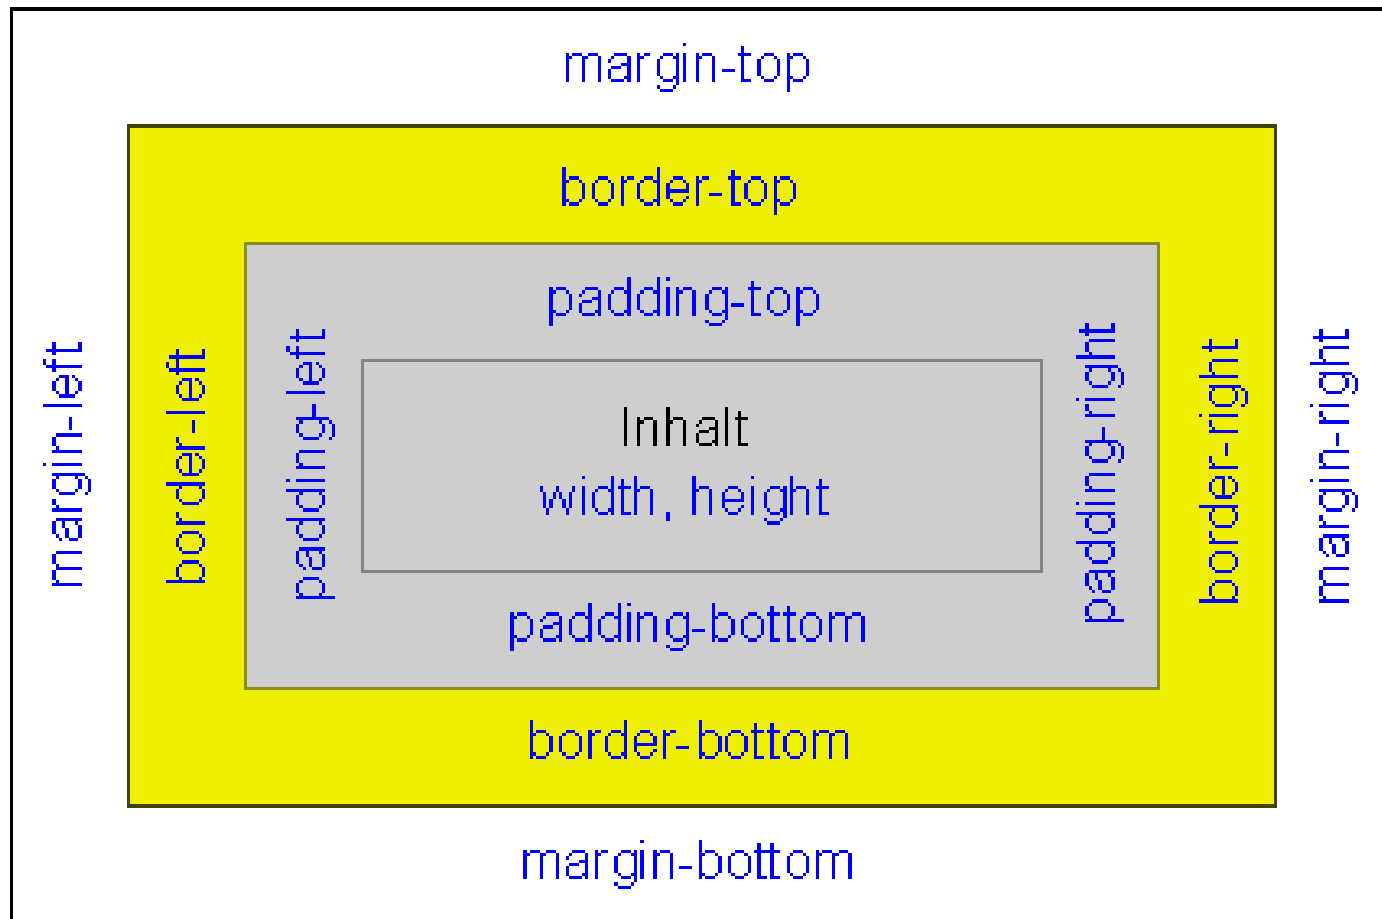 margin-top
border-top
padding-top
margin-left
border-left
padding-left
Inhalt
width, height
padding-right
border-right
margin-right
padding-bottom
border-bottom
margin-bottom